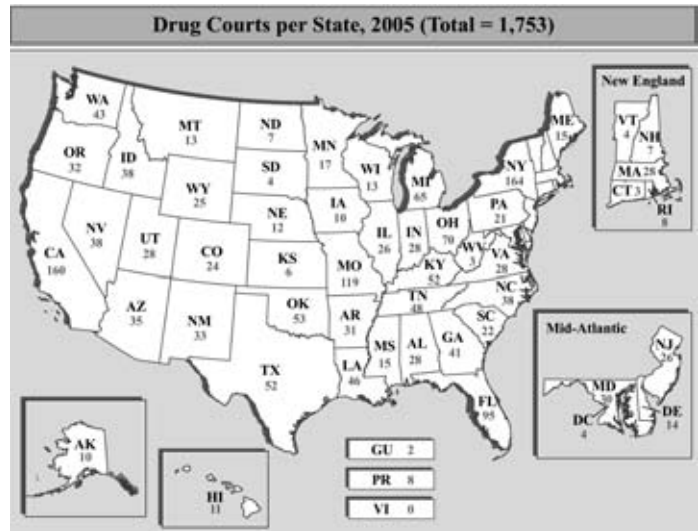 Drug Courts per State, 2005 (Total = 1,753)
WA
43
OR
32
CA
160
ID
38
NV
38
MT
13
WY
25
UT
28
AZ
35
CO
24
NM
33
ND
7
SD
4
NE
12
KS
6
OK
53
TX
52
MN
17
IA
10
MO
119
AR
31
LA
46
WI
13
IL
26
MI
65
IN
28
OH
70
KY
52
TN
48
MS
15
AL
28
GA
41
FL
95
SC
22
NC
38
VA
28
WV
3
PA
21
NY
164
ME
15
New England
VT
4
NH
7
MA 28
CT 3
RI
8
Mid-Atlantic
NJ
26
MD
30
DE
14
DC
4
AK
10
HI
11
GU 2
PR 8
VI 0